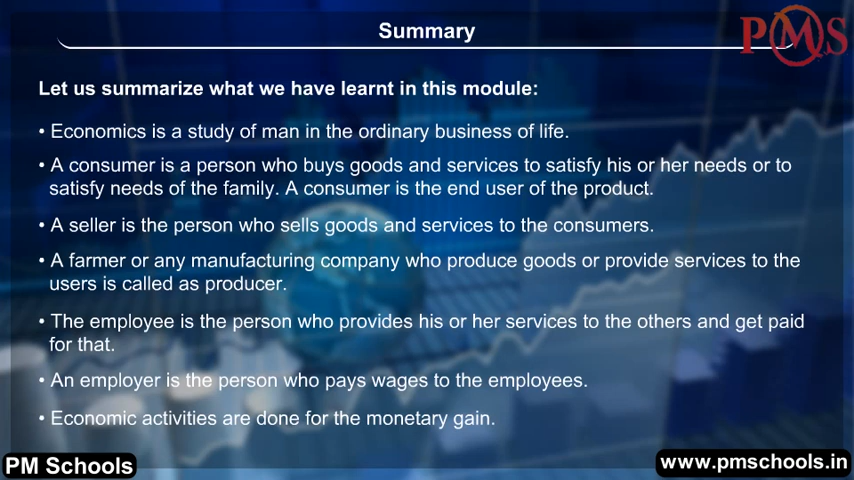 Summary
PMS
Let us summarize what we have learnt in this module:
• Economics is a study of man in the ordinary business of life.
• A consumer is a person who buys goods and services to satisfy his or her needs or to
satisfy needs of the family. A consumer is the end user of the product.
• A seller is the person who sells goods and services to the consumers.
• A farmer or any manufacturing company who produce goods or provide services to the
users is called as producer.
• The employee is the person who provides his or her services to the others and get paid
for that.
• An employer is the person who pays wages to the employees.
• Economic activities are done for the monetary gain.
PM Schools
www.pmschools.in